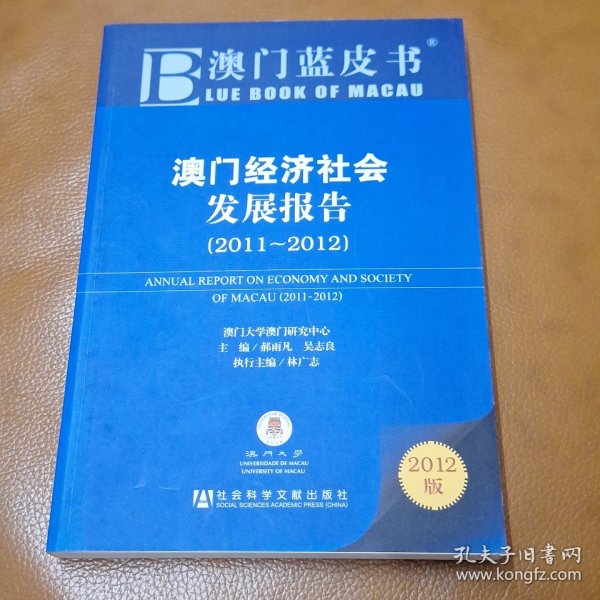 澳门蓝皮书®
BLUE BOOK OF MACAU
澳门经济社会
发展报告
(2011～2012)
ANNUAL REPORT ON ECONOMY AND SOCIETY
OF MACAU (2011-2012)
澳门大学澳门研究中心
主 编/郝雨凡 吴志良
执行主编/林广志
澳門大學
UNIVERSIDADE DE MACAU
UNIVERSITY OF MACAU
社会科学文献出版社
SOCIAL SCIENCES ACADEMIC PRESS (CHINA)
2012
版
孔夫子旧书网
www.kongfz.com